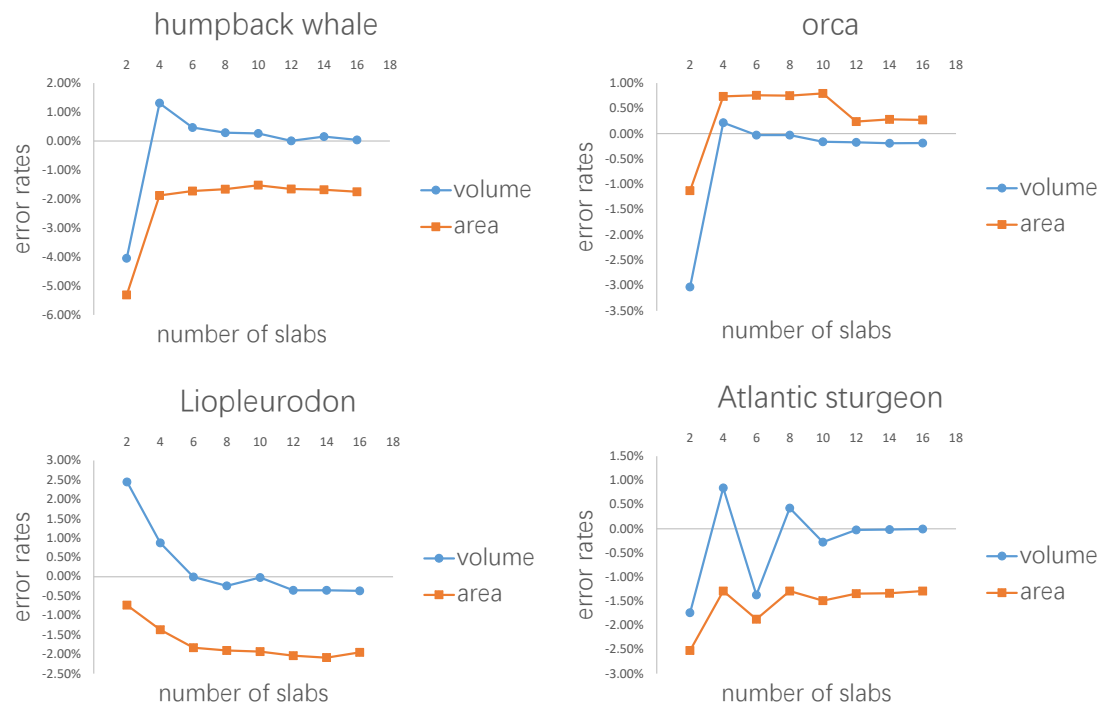 humpback whale
2 4 6 8 10 12 14 16 18
2.00%
1.00%
0.00%
-1.00%
-2.00%
-3.00%
-4.00%
-5.00%
-6.00%
error rates
volume
area
number of slabs
orca
2 4 6 8 10 12 14 16 18
1.00%
0.50%
0.00%
-0.50%
-1.00%
-1.50%
-2.00%
-2.50%
-3.00%
-3.50%
error rates
volume
area
number of slabs
Liopleurodon
2 4 6 8 10 12 14 16 18
3.00%
2.50%
2.00%
1.50%
1.00%
0.50%
0.00%
-0.50%
-1.00%
-1.50%
-2.00%
-2.50%
error rates
volume
area
number of slabs
Atlantic sturgeon
2 4 6 8 10 12 14 16 18
1.50%
1.00%
0.50%
0.00%
-0.50%
-1.00%
-1.50%
-2.00%
-2.50%
-3.00%
error rates
volume
area
number of slabs